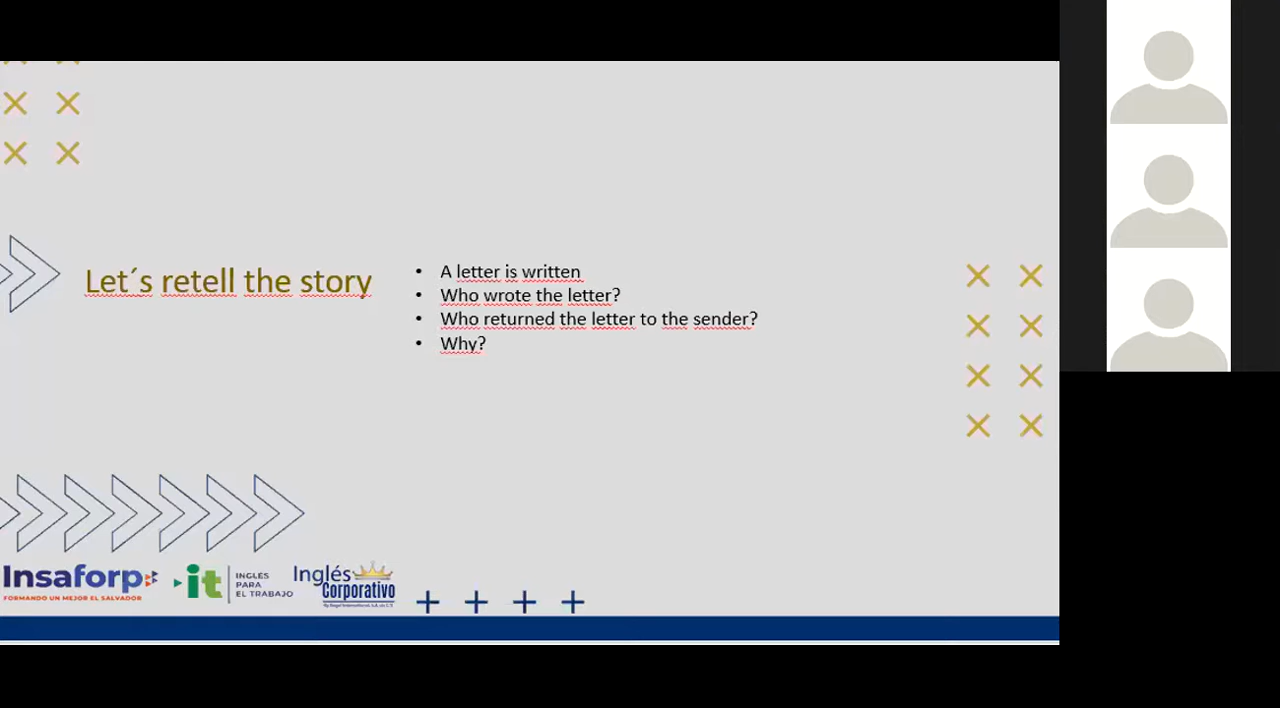 Let´s retell the story
• A letter is written
• Who wrote the letter?
• Who returned the letter to the sender?
• Why?
Insaforp
FORMANDO UN MEJOR EL SALVADOR
it
INGLÉS
PARA
EL TRABAJO
Inglés
Corporativo